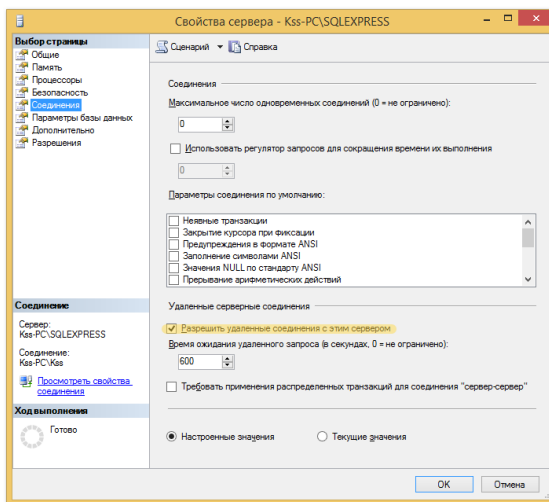 Свойства сервера - Kss-PC\SQLEXPRESS
Выбор страницы
Общие
Память
Процессоры
Безопасность
Соединения
Параметры базы данных
Дополнительно
Разрешения
Сценарий
Справка
Соединения
Максимальное число одновременных соединений (0 = не ограничено):
0
Использовать регулятор запросов для сокращения времени их выполнения
0
Параметры соединения по умолчанию:
Неявные транзакции
Закрытие курсора при фиксации
Предупреждения в формате ANSI
Заполнение символами ANSI
Значения NULL по стандарту ANSI
Прерывание арифметических действий
Удаленные серверные соединения
Разрешить удаленные соединения с этим сервером
Время ожидания удаленного запроса (в секундах, 0 = не ограничено):
600
Требовать применения распределенных транзакций для соединения "сервер-сервер"
Соединение
Сервер:
Kss-PC\SQLEXPRESS
Соединение:
Kss-PC\Kss
Просмотреть свойства
соединения
Ход выполнения
Готово
Настроенные значения
Текущие значения
OK
Отмена